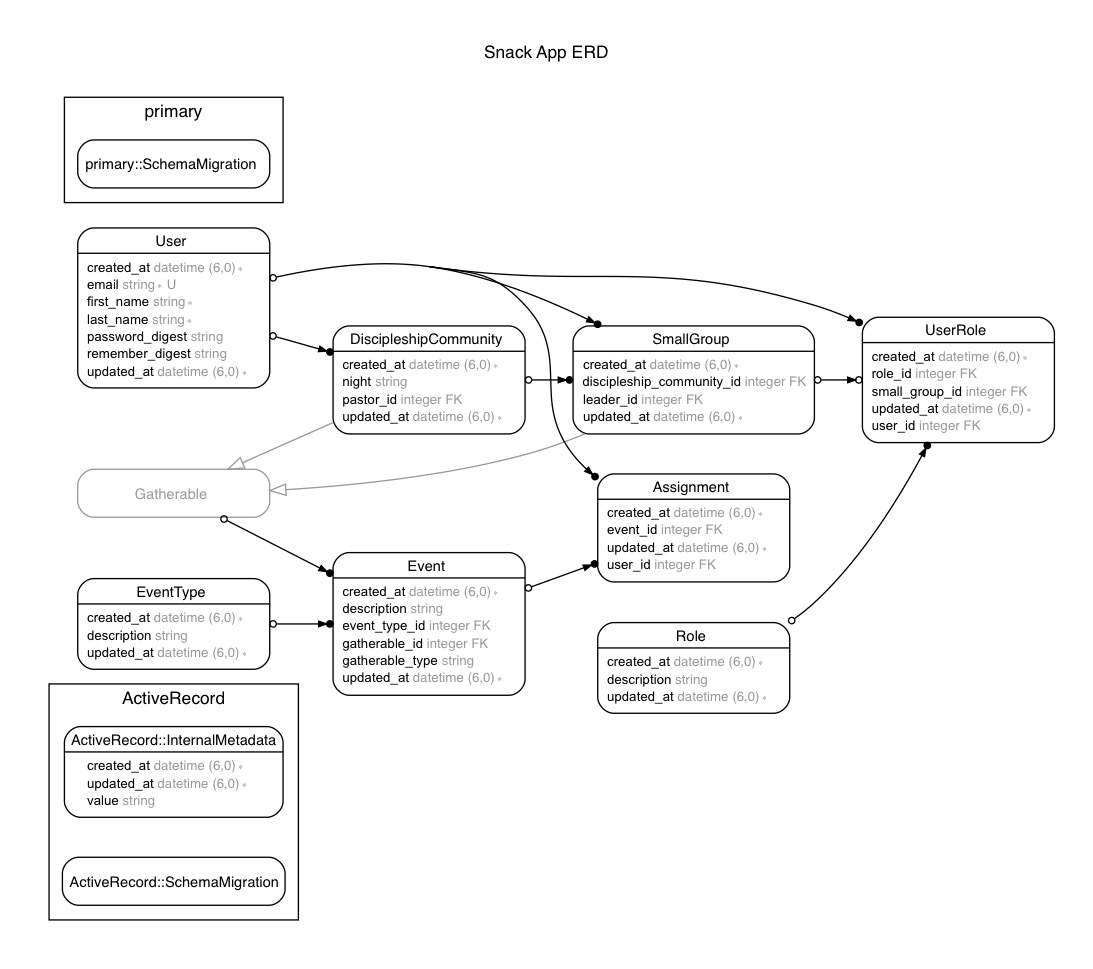 Snack App ERD
primary
primary::SchemaMigration
User
created_at datetime (6,0) ∗
email string ∗ U
first_name string ∗
last_name string ∗
password_digest string
remember_digest string
updated_at datetime (6,0) ∗
DiscipleshipCommunity
created_at datetime (6,0) ∗
night string
pastor_id integer FK
updated_at datetime (6,0) ∗
SmallGroup
created_at datetime (6,0) ∗
discipleship_community_id integer FK
leader_id integer FK
updated_at datetime (6,0) ∗
UserRole
created_at datetime (6,0) ∗
role_id integer FK
small_group_id integer FK
updated_at datetime (6,0) ∗
user_id integer FK
Gatherable
Assignment
created_at datetime (6,0) ∗
event_id integer FK
updated_at datetime (6,0) ∗
user_id integer FK
Event
created_at datetime (6,0) ∗
description string
event_type_id integer FK
gatherable_id integer FK
gatherable_type string
updated_at datetime (6,0) ∗
EventType
created_at datetime (6,0) ∗
description string
updated_at datetime (6,0) ∗
Role
created_at datetime (6,0) ∗
description string
updated_at datetime (6,0) ∗
ActiveRecord
ActiveRecord::InternalMetadata
created_at datetime (6,0) ∗
updated_at datetime (6,0) ∗
value string
ActiveRecord::SchemaMigration